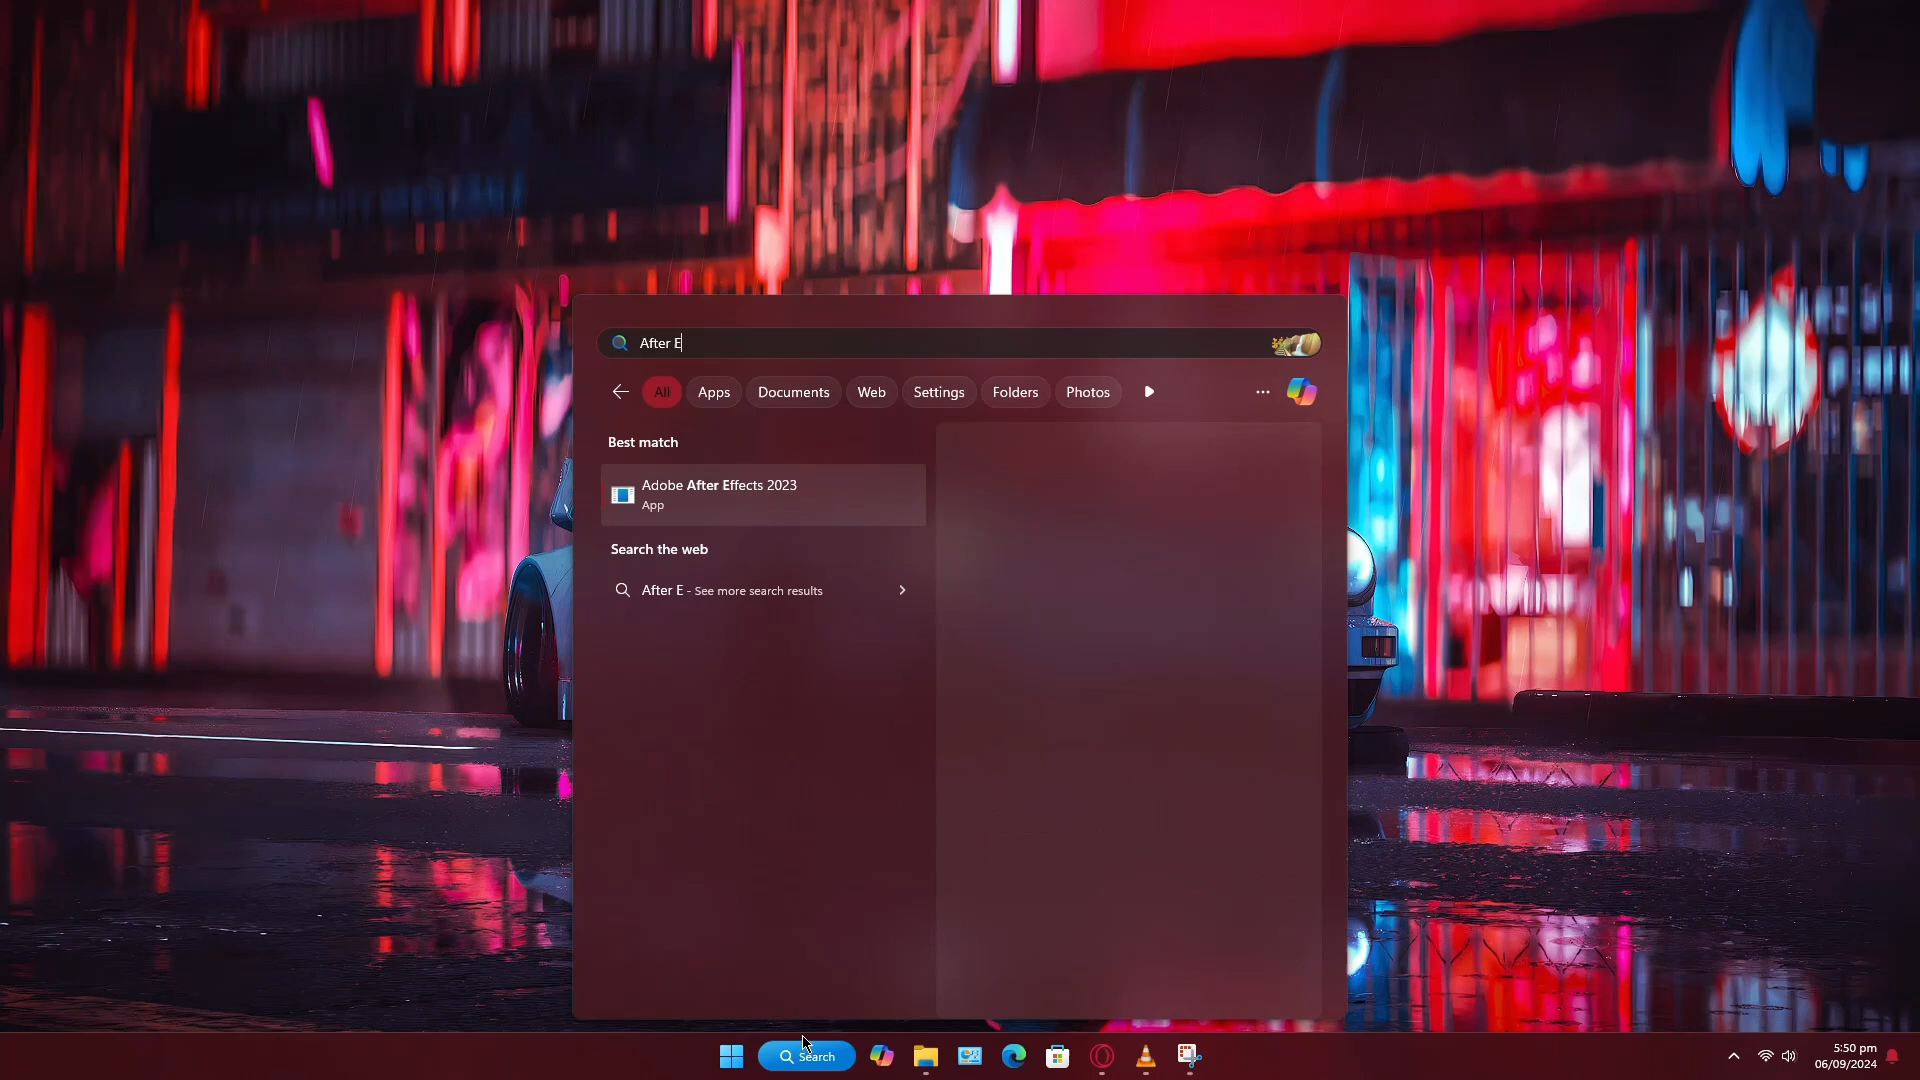 After E
All Apps Documents Web Settings Folders Photos
Best match
Adobe After Effects 2023
App
Search the web
After E - See more search results
Search
5:50 pm
06/09/2024